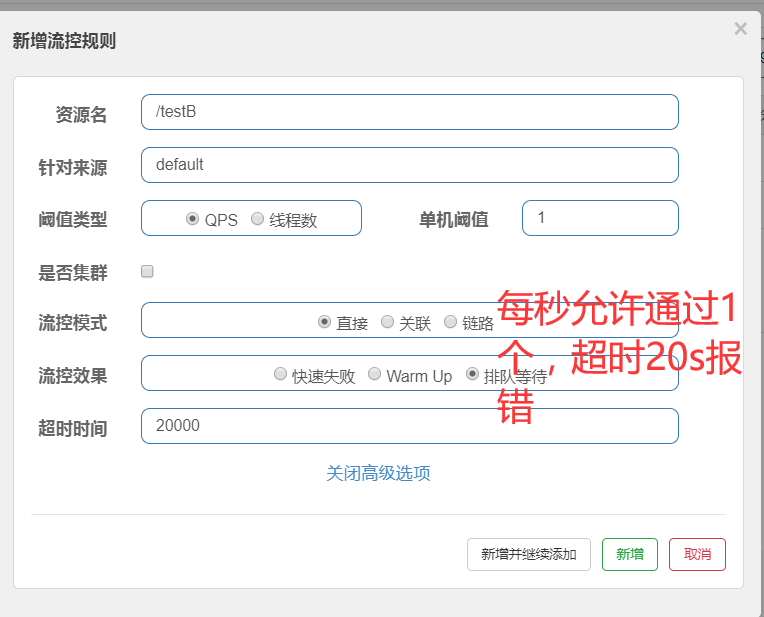 新增流控规则
×
资源名 /testB
针对来源 default
阈值类型 QPS 线程数 单机阈值 1
是否集群
流控模式 直接 关联 链路
流控效果 快速失败 Warm Up 排队等待
超时时间 20000
每秒允许通过1
个，超时20s报
错
关闭高级选项
新增并继续添加 新增 取消